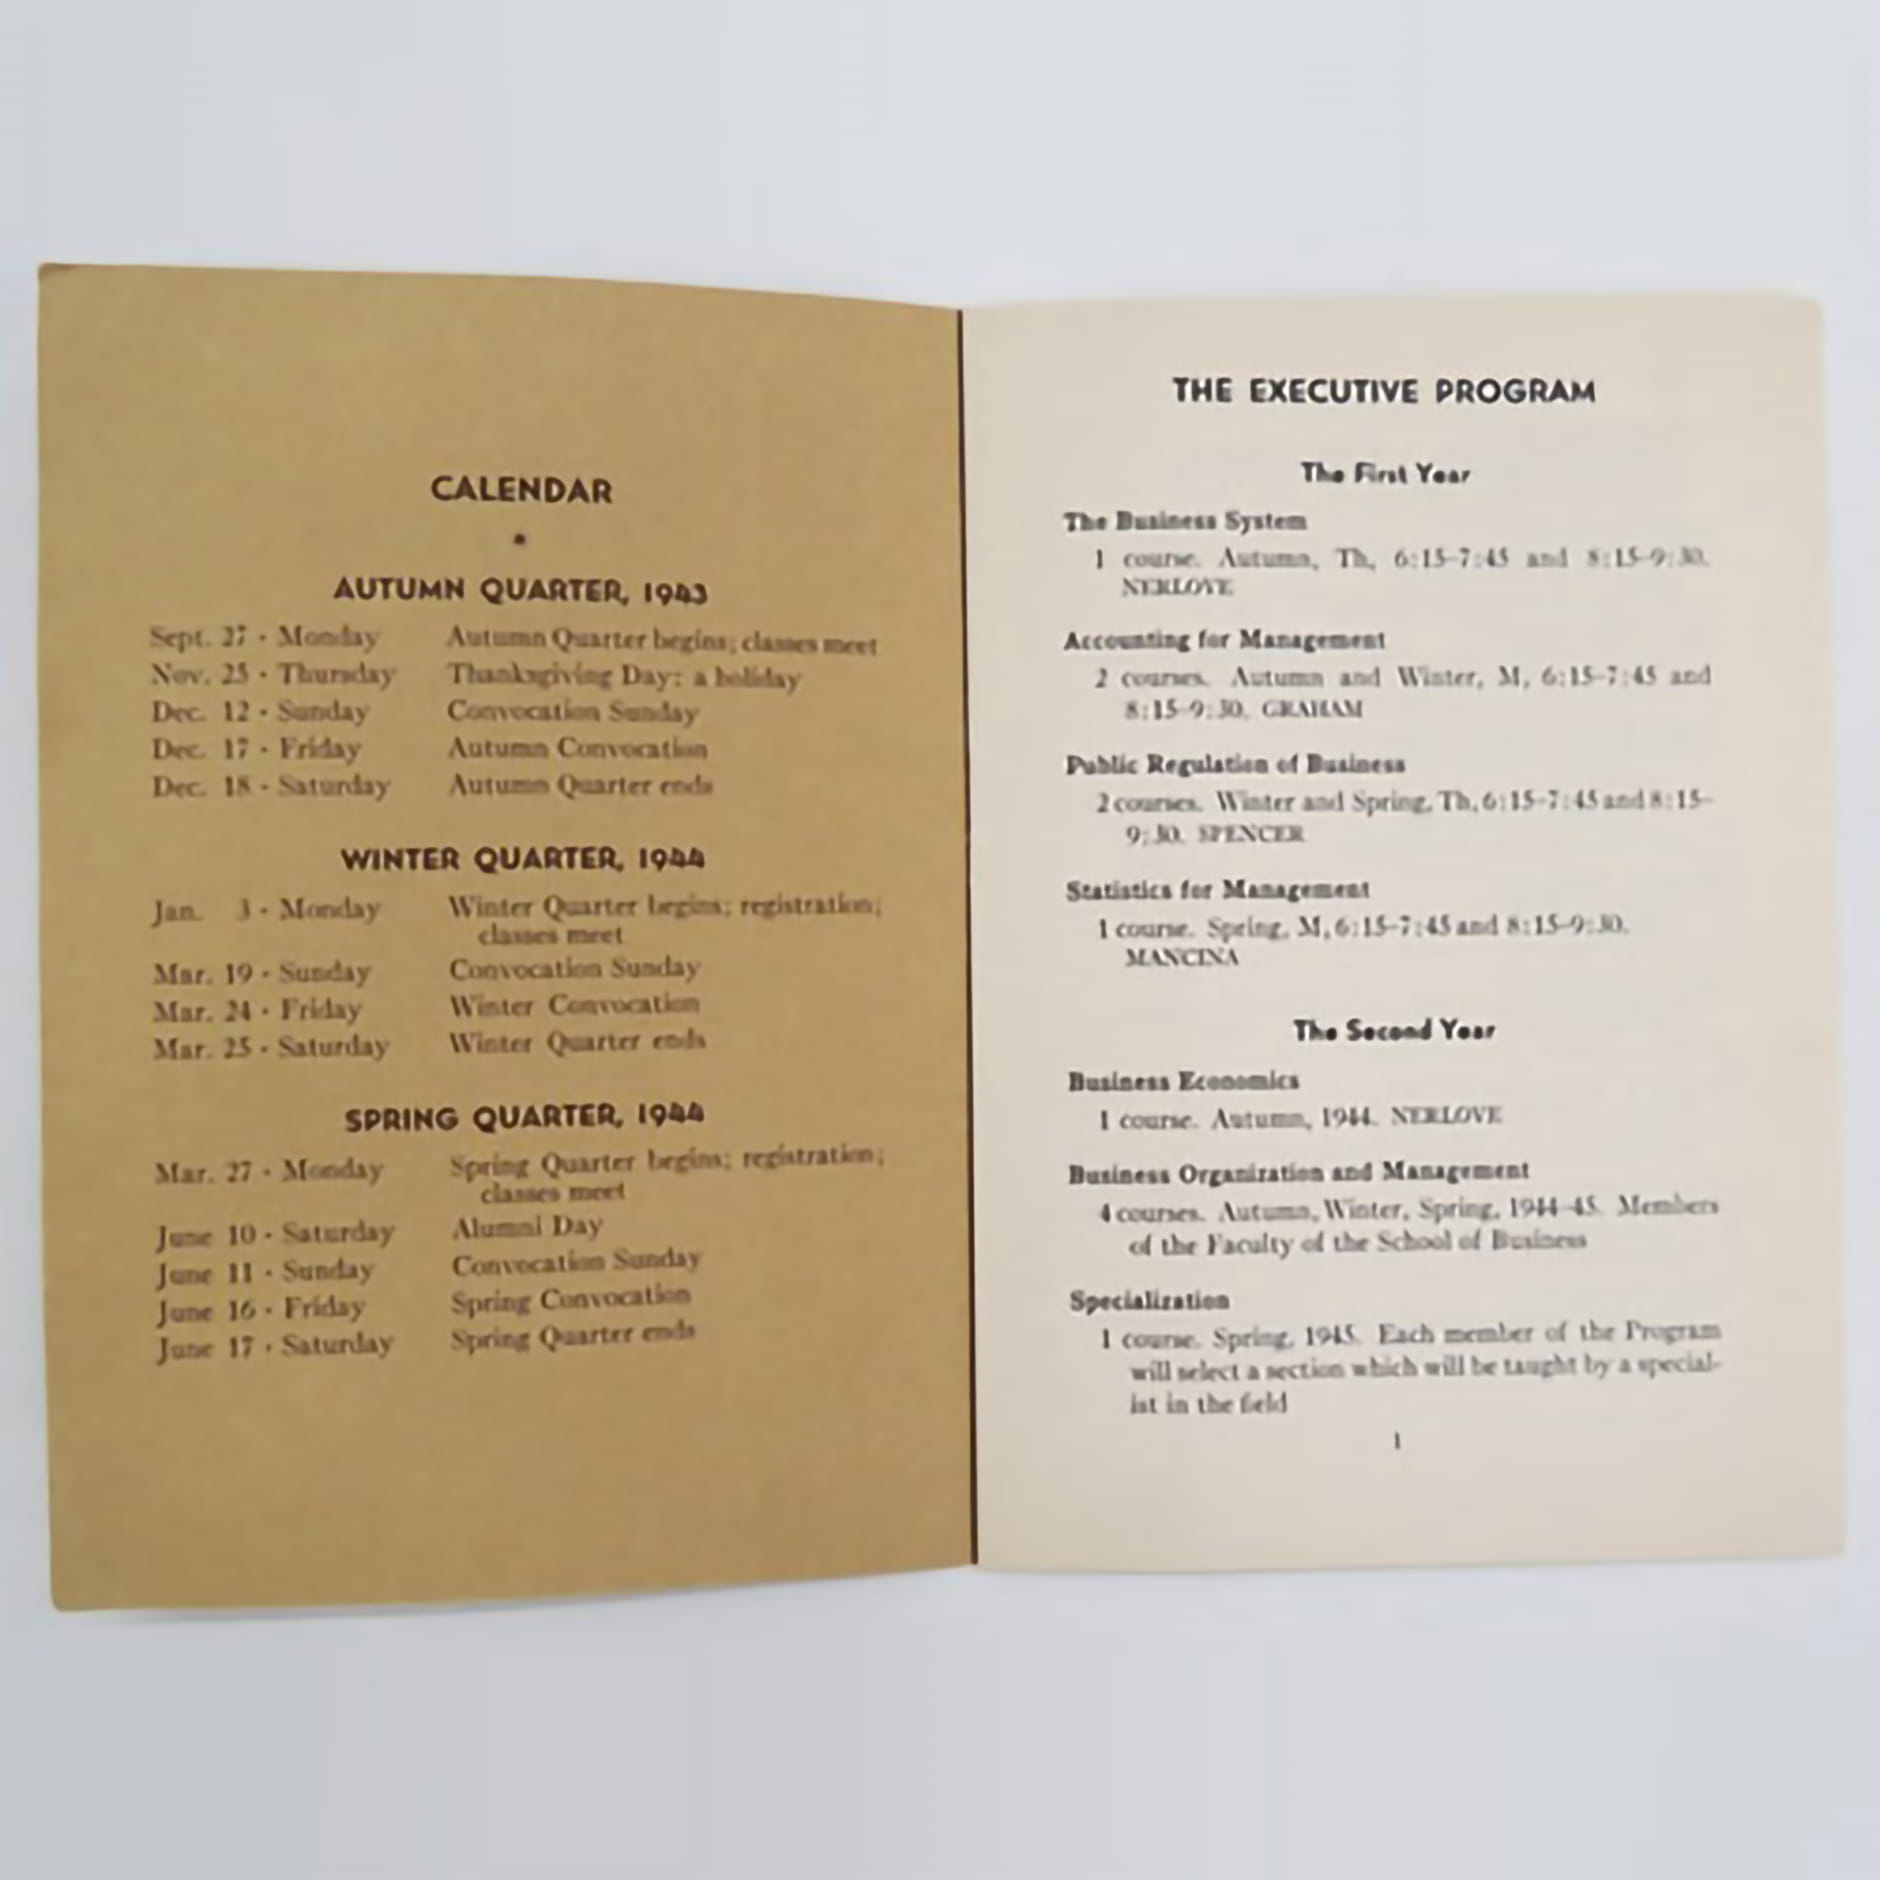 CALENDAR
AUTUMN QUARTER, 1943
Sept. 27 · Monday Autumn Quarter begins; classes meet
Nov. 25 · Thursday Thanksgiving Day: a holiday
Dec. 12 · Sunday Convocation Sunday
Dec. 17 · Friday Autumn Convocation
Dec. 18 · Saturday Autumn Quarter ends
WINTER QUARTER, 1944
Jan. 3 · Monday Winter Quarter begins; registration;
classes meet
Mar. 19 · Sunday Convocation Sunday
Mar. 24 · Friday Winter Convocation
Mar. 25 · Saturday Winter Quarter ends
SPRING QUARTER, 1944
Mar. 27 · Monday Spring Quarter begins; registration;
classes meet
June 10 · Saturday Alumni Day
June 11 · Sunday Convocation Sunday
June 16 · Friday Spring Convocation
June 17 · Saturday Spring Quarter ends
THE EXECUTIVE PROGRAM
The First Year
The Business System
1 course. Autumn, Th, 6:15-7:45 and 8:15-9:30.
NERLOVE
Accounting for Management
2 courses. Autumn and Winter, M, 6:15-7:45 and
8:15-9:30. GRAHAM
Public Regulation of Business
2 courses. Winter and Spring, Th, 6:15-7:45 and 8:15-
9:30. SPENCER
Statistics for Management
1 course. Spring, M, 6:15-7:45 and 8:15-9:30.
MANCINA
The Second Year
Business Economics
1 course. Autumn, 1944. NERLOVE
Business Organization and Management
4 courses. Autumn, Winter, Spring, 1944-45. Members
of the Faculty of the School of Business
Specialization
1 course. Spring, 1945. Each member of the Program
will select a section which will be taught by a special-
ist in the field
1